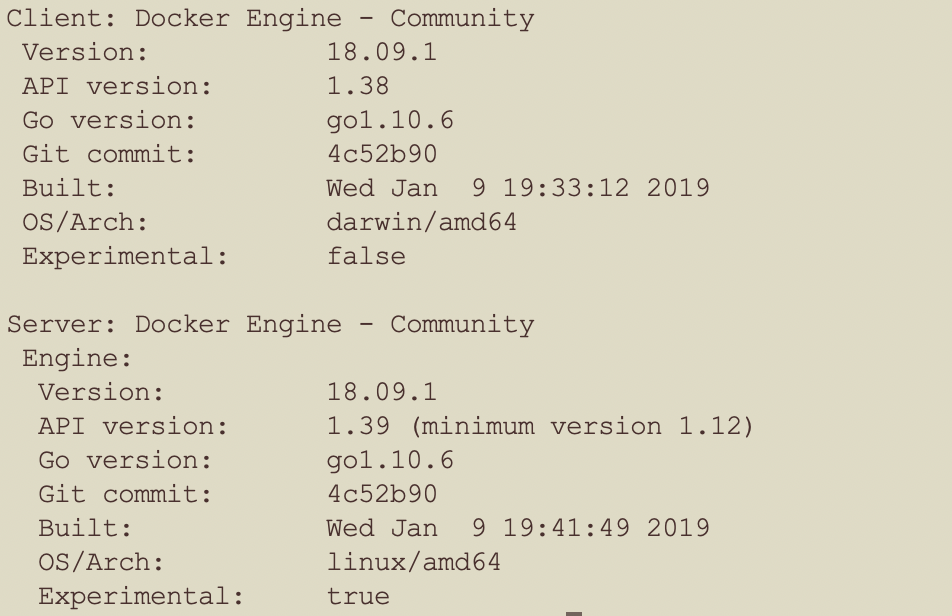 Client: Docker Engine - Community
 Version:           18.09.1
 API version:       1.38
 Go version:        go1.10.6
 Git commit:        4c52b90
 Built:             Wed Jan  9 19:33:12 2019
 OS/Arch:           darwin/amd64
 Experimental:      false

Server: Docker Engine - Community
 Engine:
  Version:          18.09.1
  API version:      1.39 (minimum version 1.12)
  Go version:       go1.10.6
  Git commit:       4c52b90
  Built:            Wed Jan  9 19:41:49 2019
  OS/Arch:          linux/amd64
  Experimental:     true